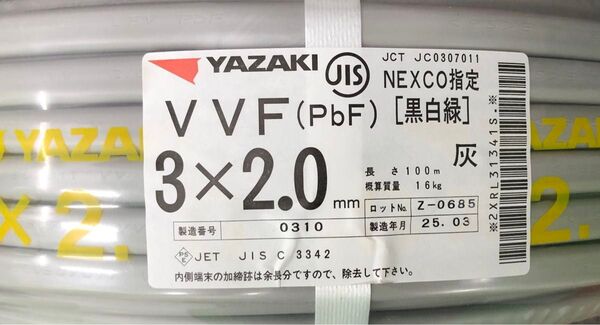 YAZAKI
JIS
JCT JC0307011
NEXCO指定
VVF(PbF) [黒白緑]
灰
3×2.0mm
長さ 100m
概算質量 16kg
ロットNo. Z-0685
製造番号 0310
製造年月 25.03
PS E JET JIS C 3342
内側端末の加締跡は余長分ですので、除去して下さい。
※2XRL31341S.※
YAZAKI
× 2.
× 2.